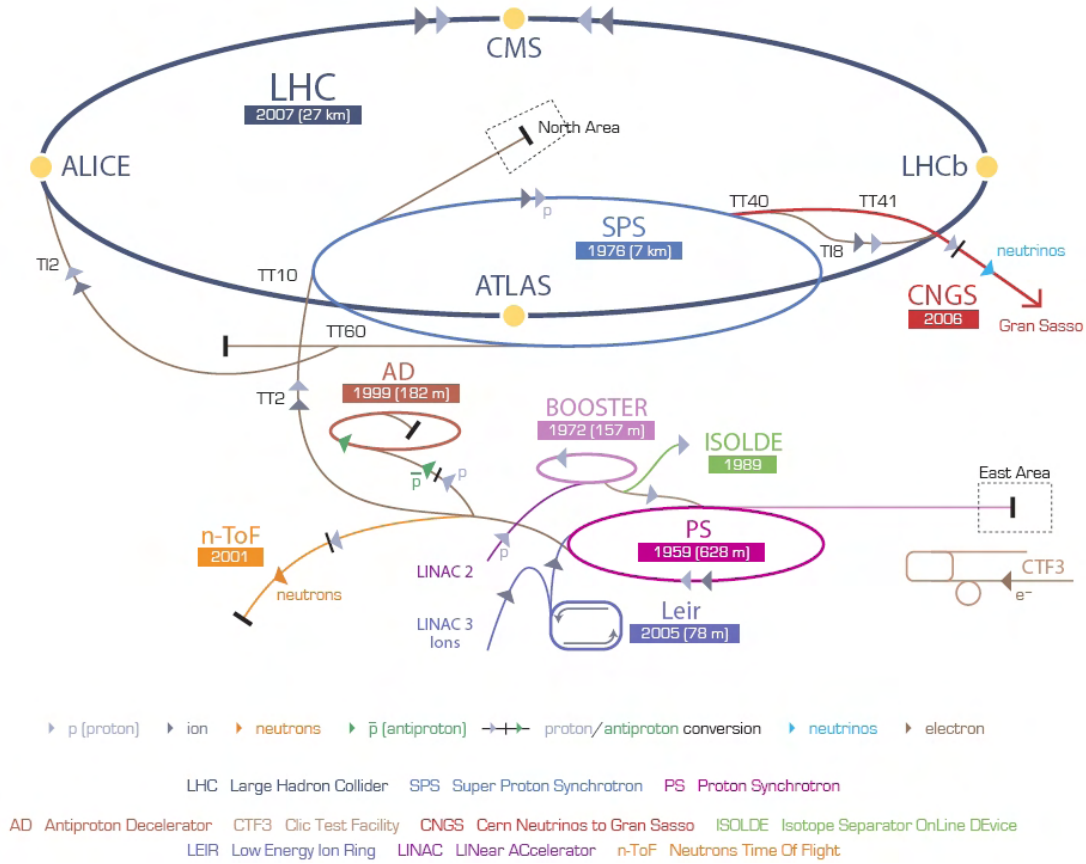 CMS
LHC
2007 (27 km)
North Area
ALICE
LHCb
TT40
TT41
p
SPS
1976 (7 km)
TI8
neutrinos
TI2
TT10
ATLAS
CNGS
2006
Gran Sasso
TT60
AD
1999 (182 m)
TT2
BOOSTER
1972 (157 m)
ISOLDE
1989
p̄
p
East Area
n-ToF
2001
p
PS
1959 (628 m)
LINAC 2
neutrons
CTF3
e⁻
LINAC 3
Ions
Leir
2005 (78 m)
p (proton) ion neutrons p̄ (antiproton) proton/antiproton conversion neutrinos electron
LHC Large Hadron Collider SPS Super Proton Synchrotron PS Proton Synchrotron
AD Antiproton Decelerator CTF3 Clic Test Facility CNGS Cern Neutrinos to Gran Sasso ISOLDE Isotope Separator OnLine DEvice
LEIR Low Energy Ion Ring LINAC LINear ACcelerator n-ToF Neutrons Time Of Flight